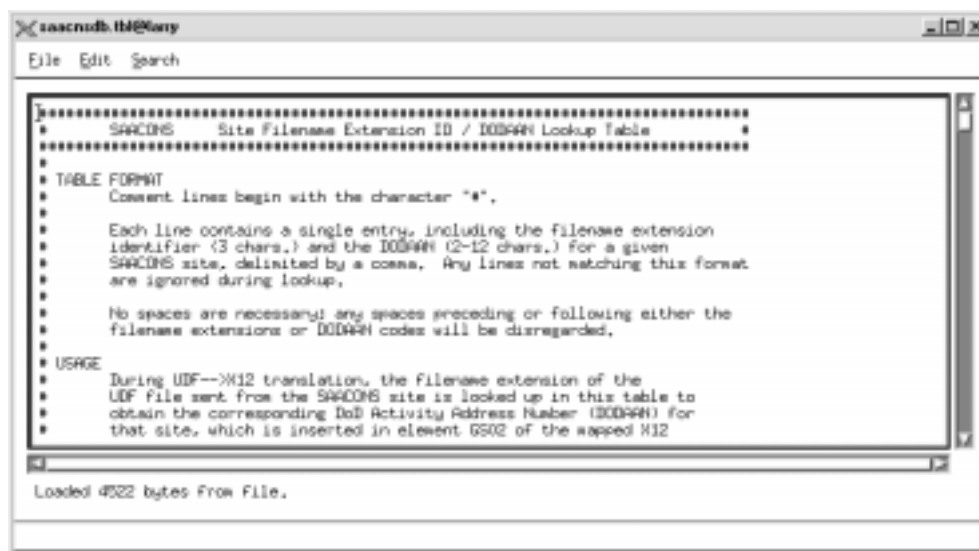 saacnsdb.tbl@larry
File Edit Search
################################################################################
# SAACONS Site Filename Extension ID / DODAAN Lookup Table #
################################################################################
#
# TABLE FORMAT
# Comment lines begin with the character "#".
#
# Each line contains a single entry, including the filename extension
# identifier (3 chars.) and the DODAAN (2-12 chars.) for a given
# SAACONS site, delimited by a comma. Any lines not matching this format
# are ignored during lookup.
#
# No spaces are necessary; any spaces preceding or following either the
# filename extensions or DODAAN codes will be disregarded.
#
# USAGE
# During UDF-->X12 translation, the filename extension of the
# UDF file sent from the SAACONS site is looked up in this table to
# obtain the corresponding DoD Activity Address Number (DODAAN) for
# that site, which is inserted in element GS02 of the mapped X12
Loaded 4522 bytes from file.